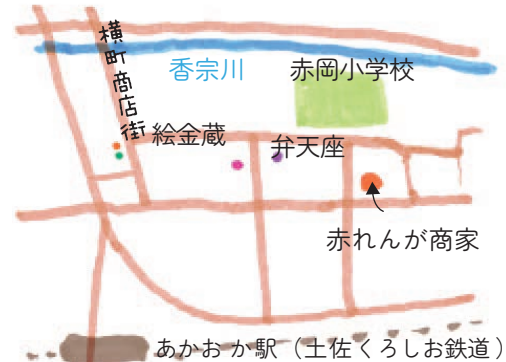 横町商店街
香宗川
赤岡小学校
絵金蔵
弁天座
赤れんが商家
あかおか駅（土佐くろしお鉄道）